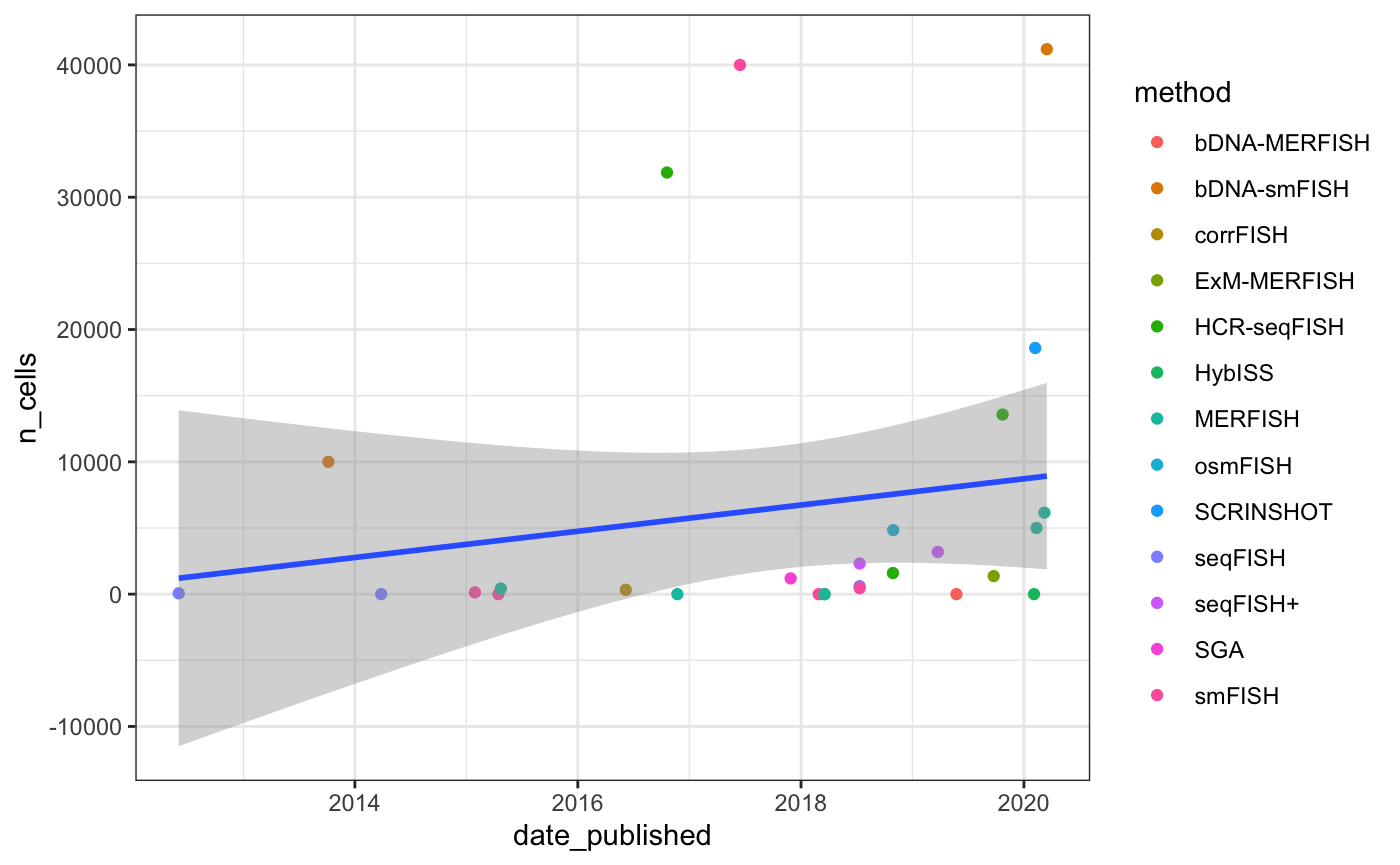 40000
30000
20000
10000
0
-10000
n_cells
2014
2016
2018
2020
date_published
method
bDNA-MERFISH
bDNA-smFISH
corrFISH
ExM-MERFISH
HCR-seqFISH
HybISS
MERFISH
osmFISH
SCRINSHOT
seqFISH
seqFISH+
SGA
smFISH